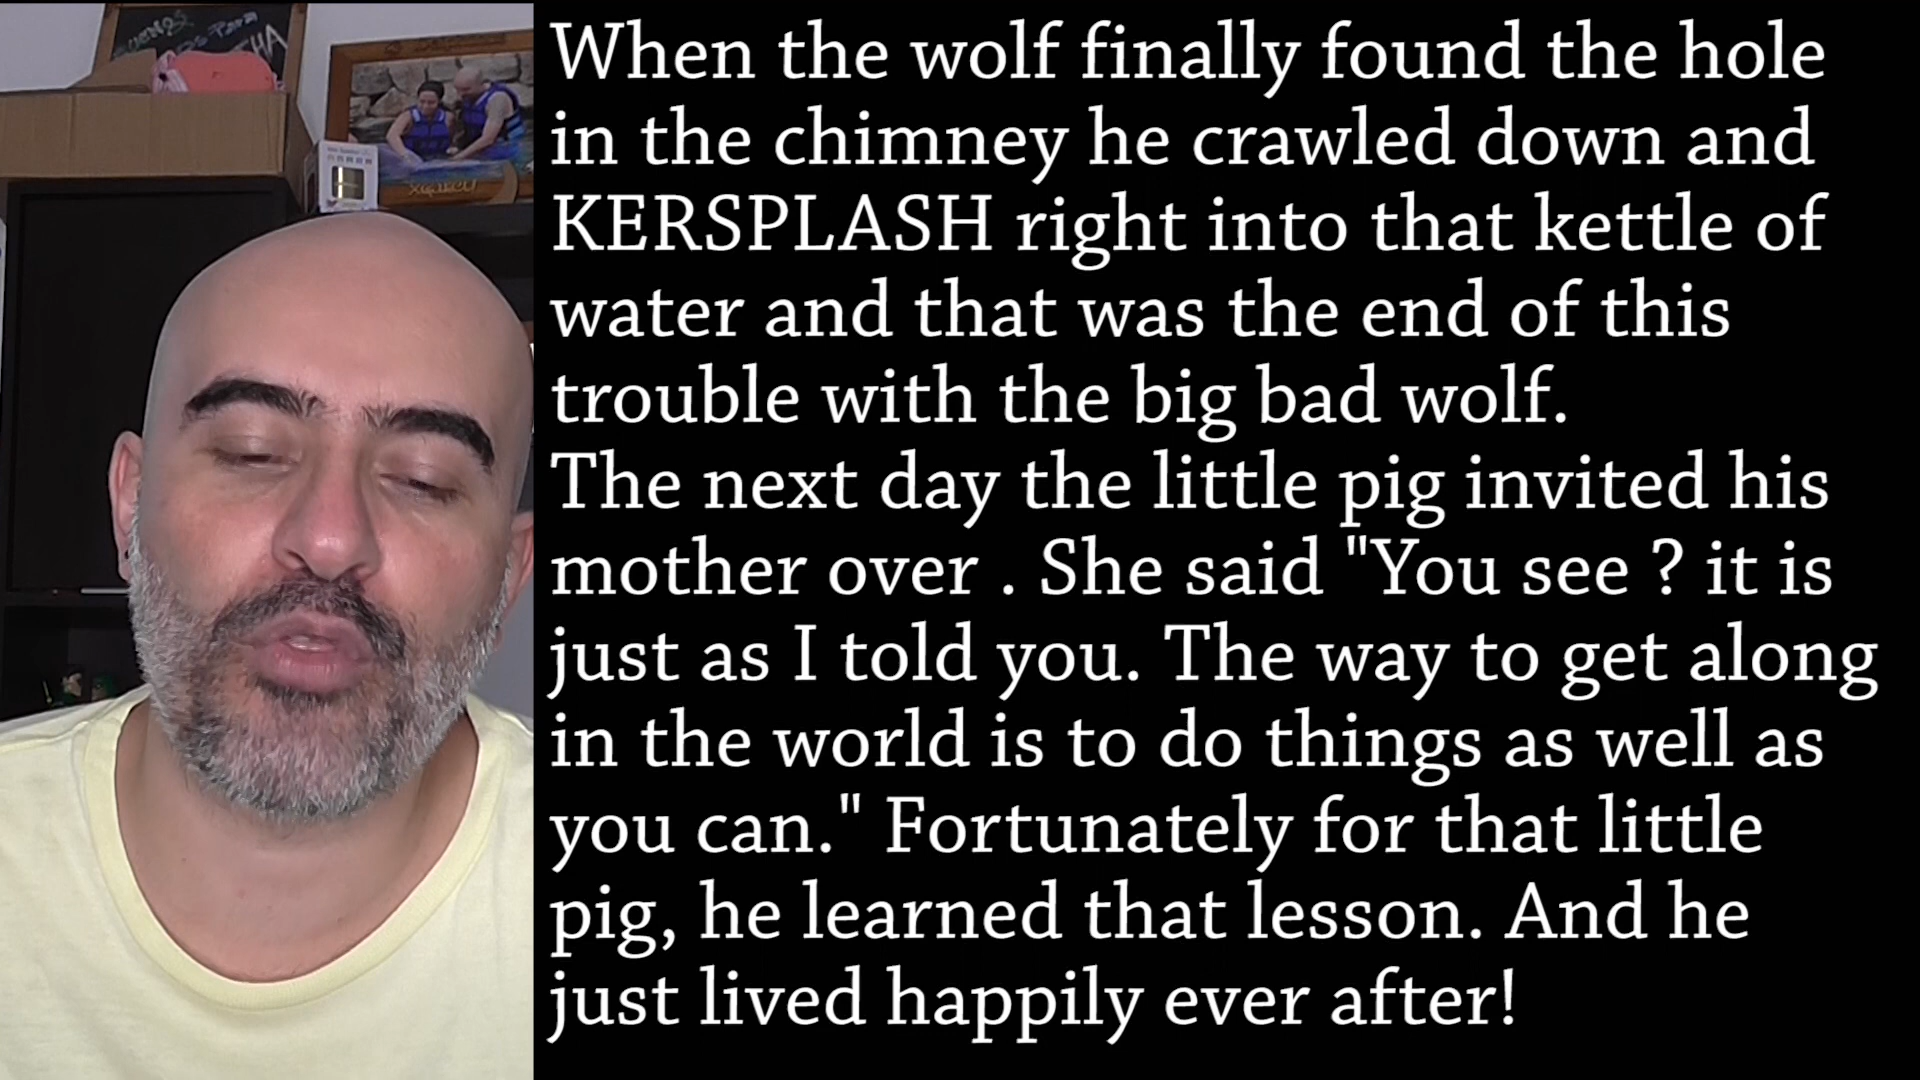 When the wolf finally found the hole
in the chimney he crawled down and
KERSPLASH right into that kettle of
water and that was the end of this
trouble with the big bad wolf.
The next day the little pig invited his
mother over . She said "You see ? it is
just as I told you. The way to get along
in the world is to do things as well as
you can." Fortunately for that little
pig, he learned that lesson. And he
just lived happily ever after!